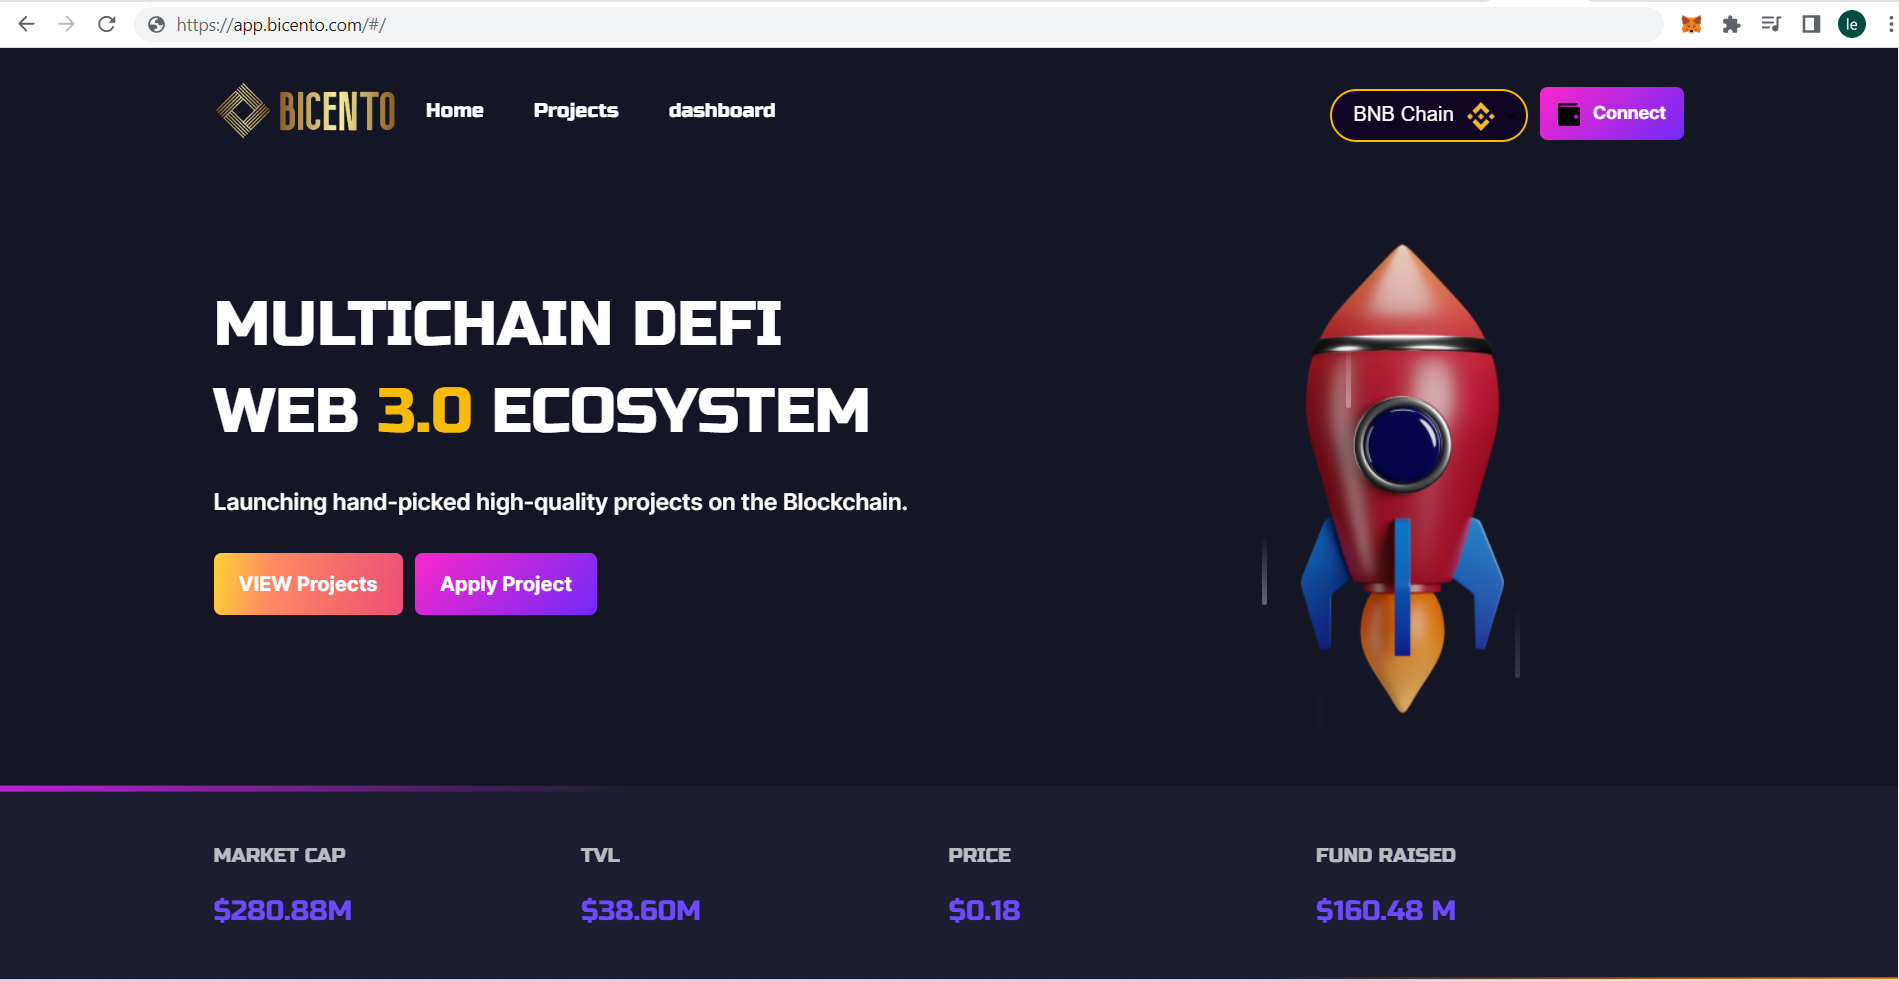 https://app.bicento.com/#/
le
BICENTO
Home
Projects
dashboard
BNB Chain
Connect
MULTICHAIN DEFI
WEB 3.0 ECOSYSTEM
Launching hand-picked high-quality projects on the Blockchain.
VIEW Projects
Apply Project
MARKET CAP
TVL
PRICE
FUND RAISED
$280.88M
$38.60M
$0.18
$160.48 M